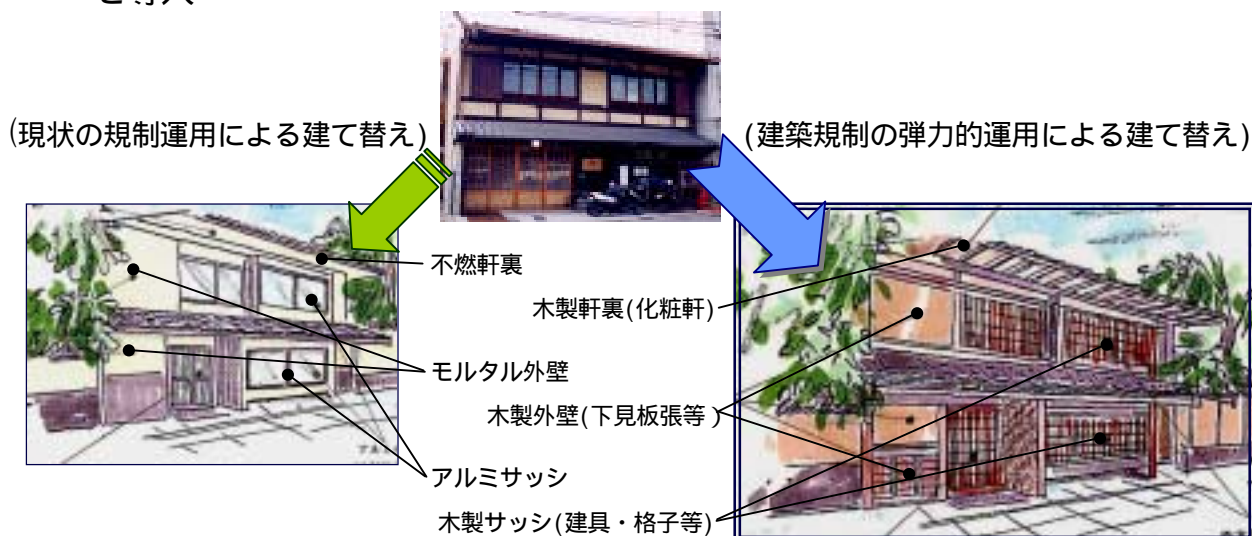 (現状の規制運用による建て替え)
(建築規制の弾力的運用による建て替え)
不燃軒裏
木製軒裏(化粧軒)
モルタル外壁
木製外壁(下見板張等)
アルミサッシ
木製サッシ(建具・格子等)